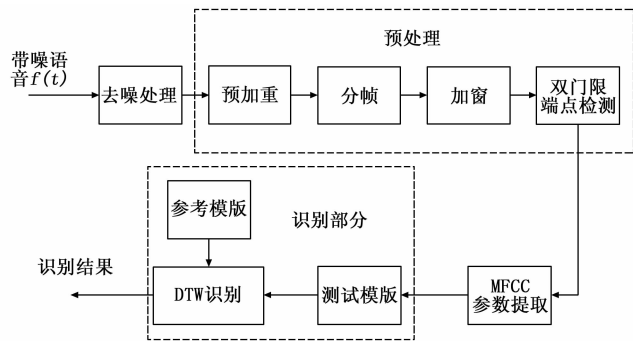 预处理
带噪语
音f(t)
去噪处理
预加重
分帧
加窗
双门限
端点检测
参考模版
识别部分
识别结果
DTW识别
测试模版
MFCC
参数提取